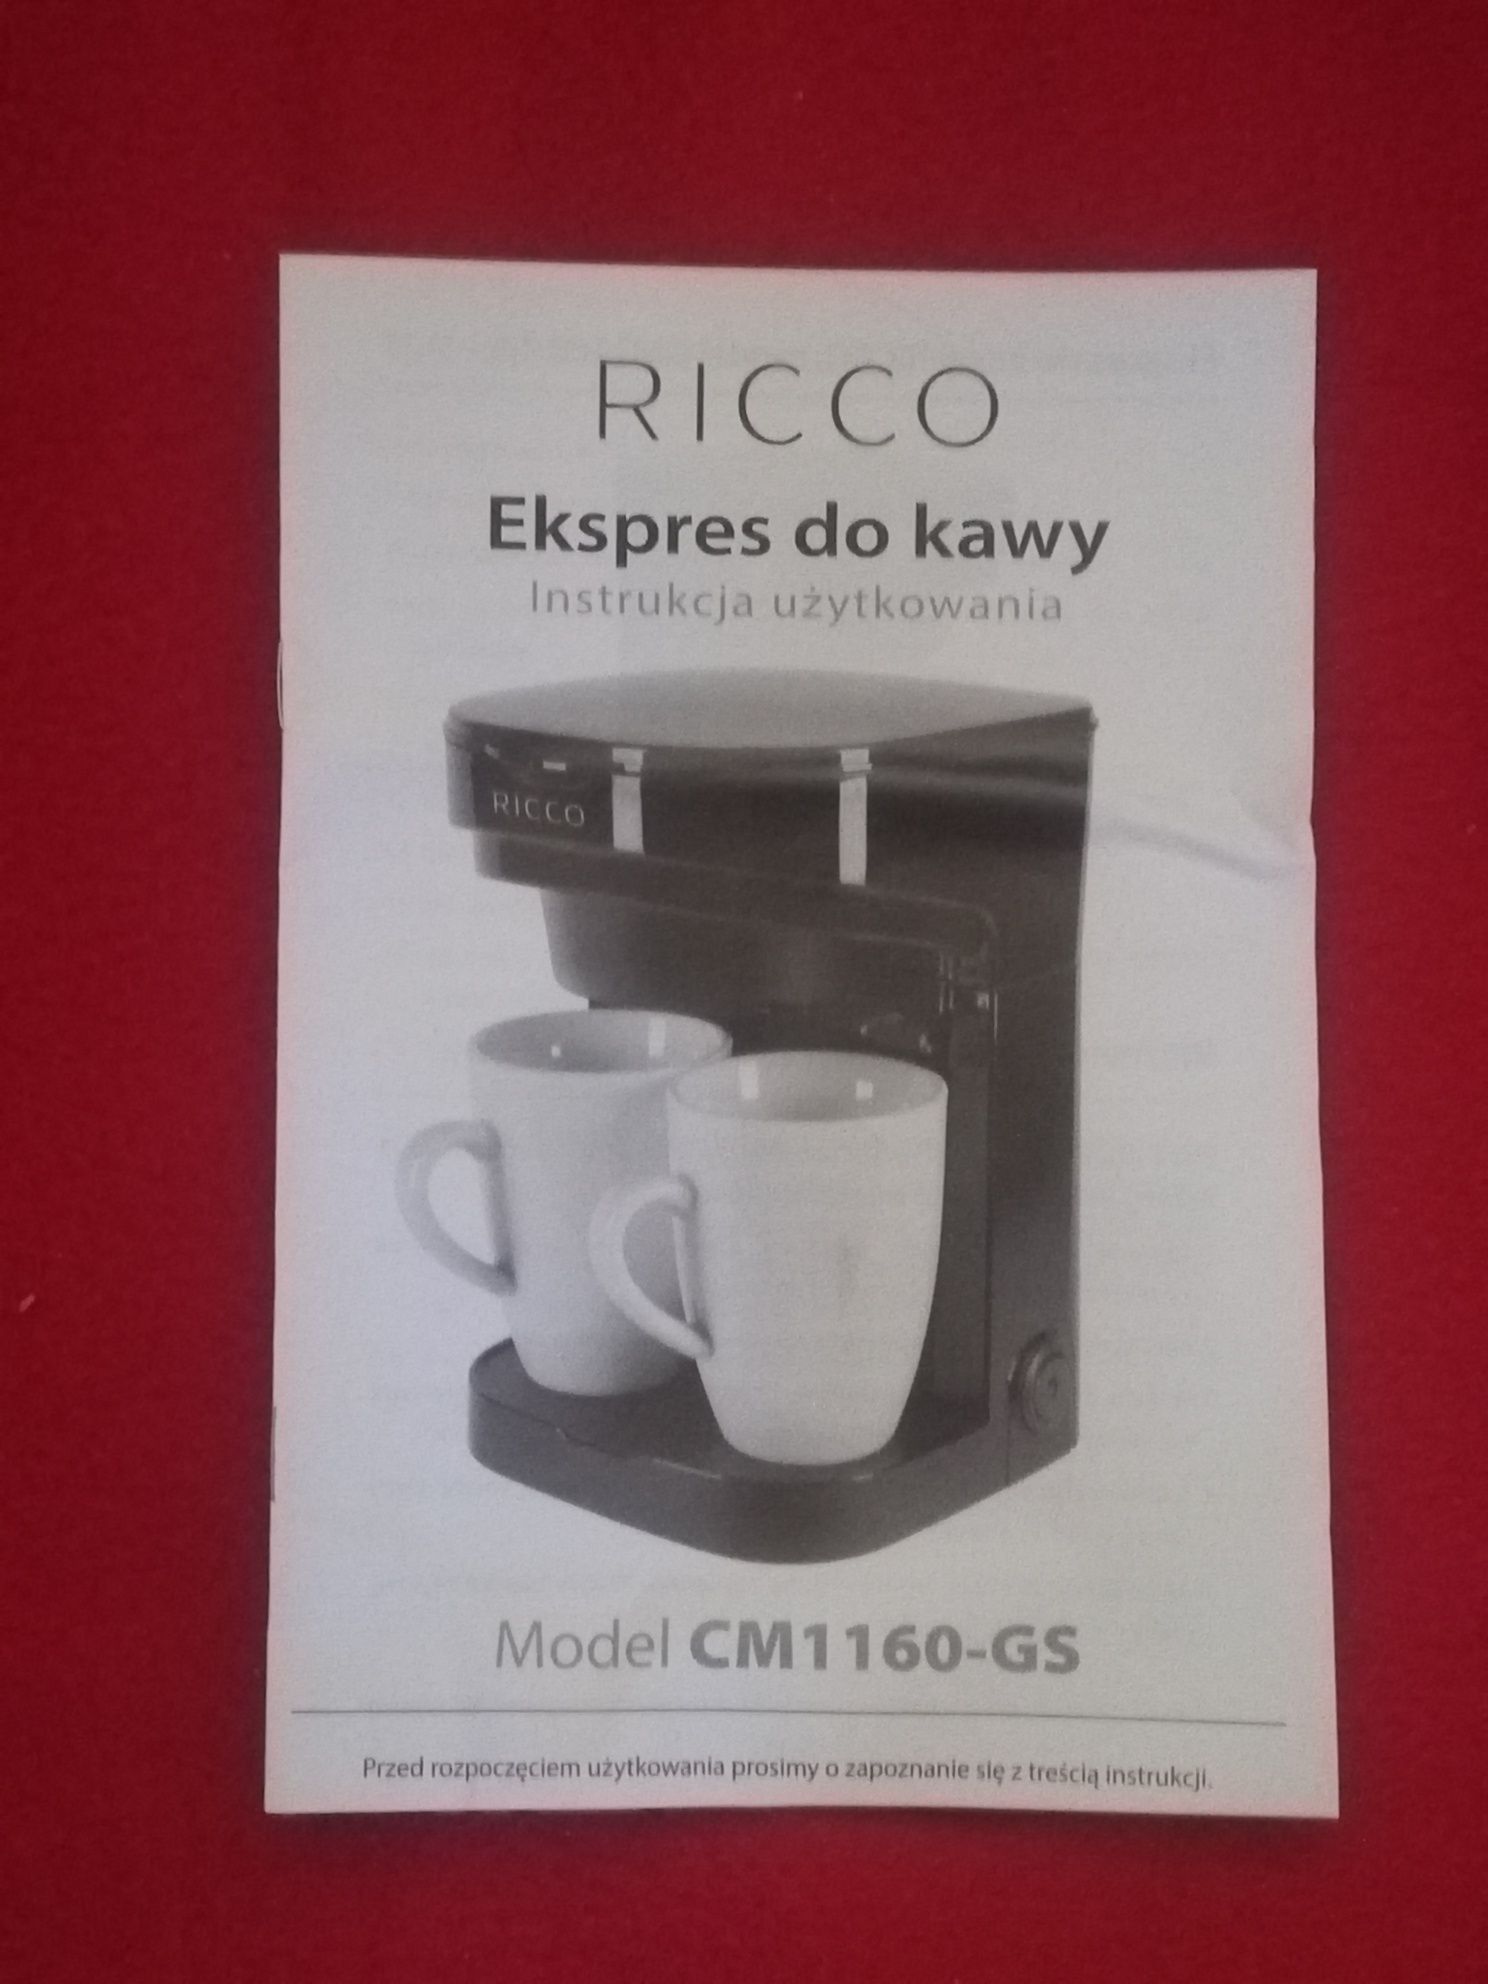 RICCO
Ekspres do kawy
Instrukcja użytkowania
RICCO
Model CM1160-GS
Przed rozpoczęciem użytkowania prosimy o zapoznanie się z treścią instrukcji.